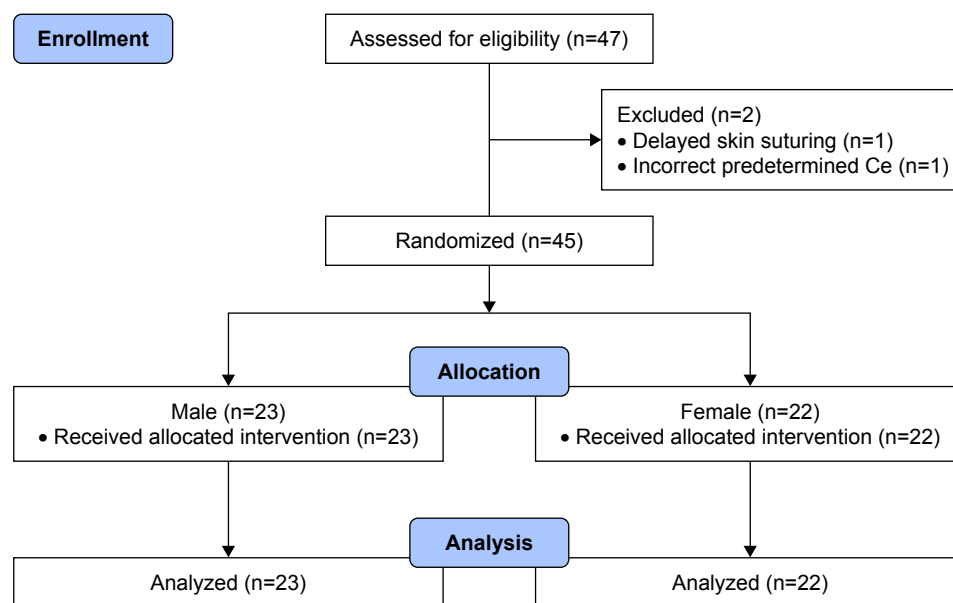 Enrollment
Assessed for eligibility (n=47)
Excluded (n=2)
• Delayed skin suturing (n=1)
• Incorrect predetermined Ce (n=1)
Randomized (n=45)
Allocation
Male (n=23)
• Received allocated intervention (n=23)
Female (n=22)
• Received allocated intervention (n=22)
Analysis
Analyzed (n=23)
Analyzed (n=22)